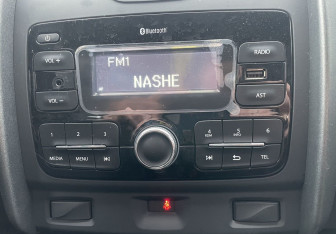 Bluetooth
FM1
NASHE
VOL +
VOL −
RADIO
AST
1 2 3
MEDIA MENU
4 5 6
TEL